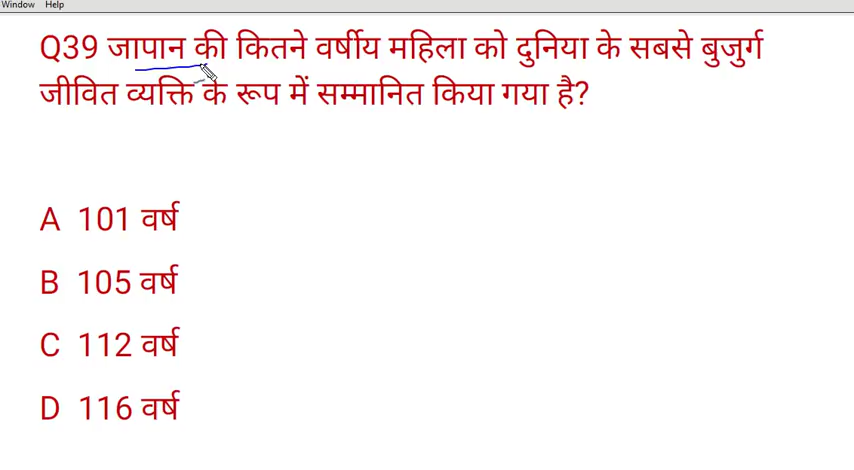 Window Help
Q39 जापान की कितने वर्षीय महिला को दुनिया के सबसे बुजुर्ग
जीवित व्यक्ति के रूप में सम्मानित किया गया है?
A 101 वर्ष
B 105 वर्ष
C 112 वर्ष
D 116 वर्ष